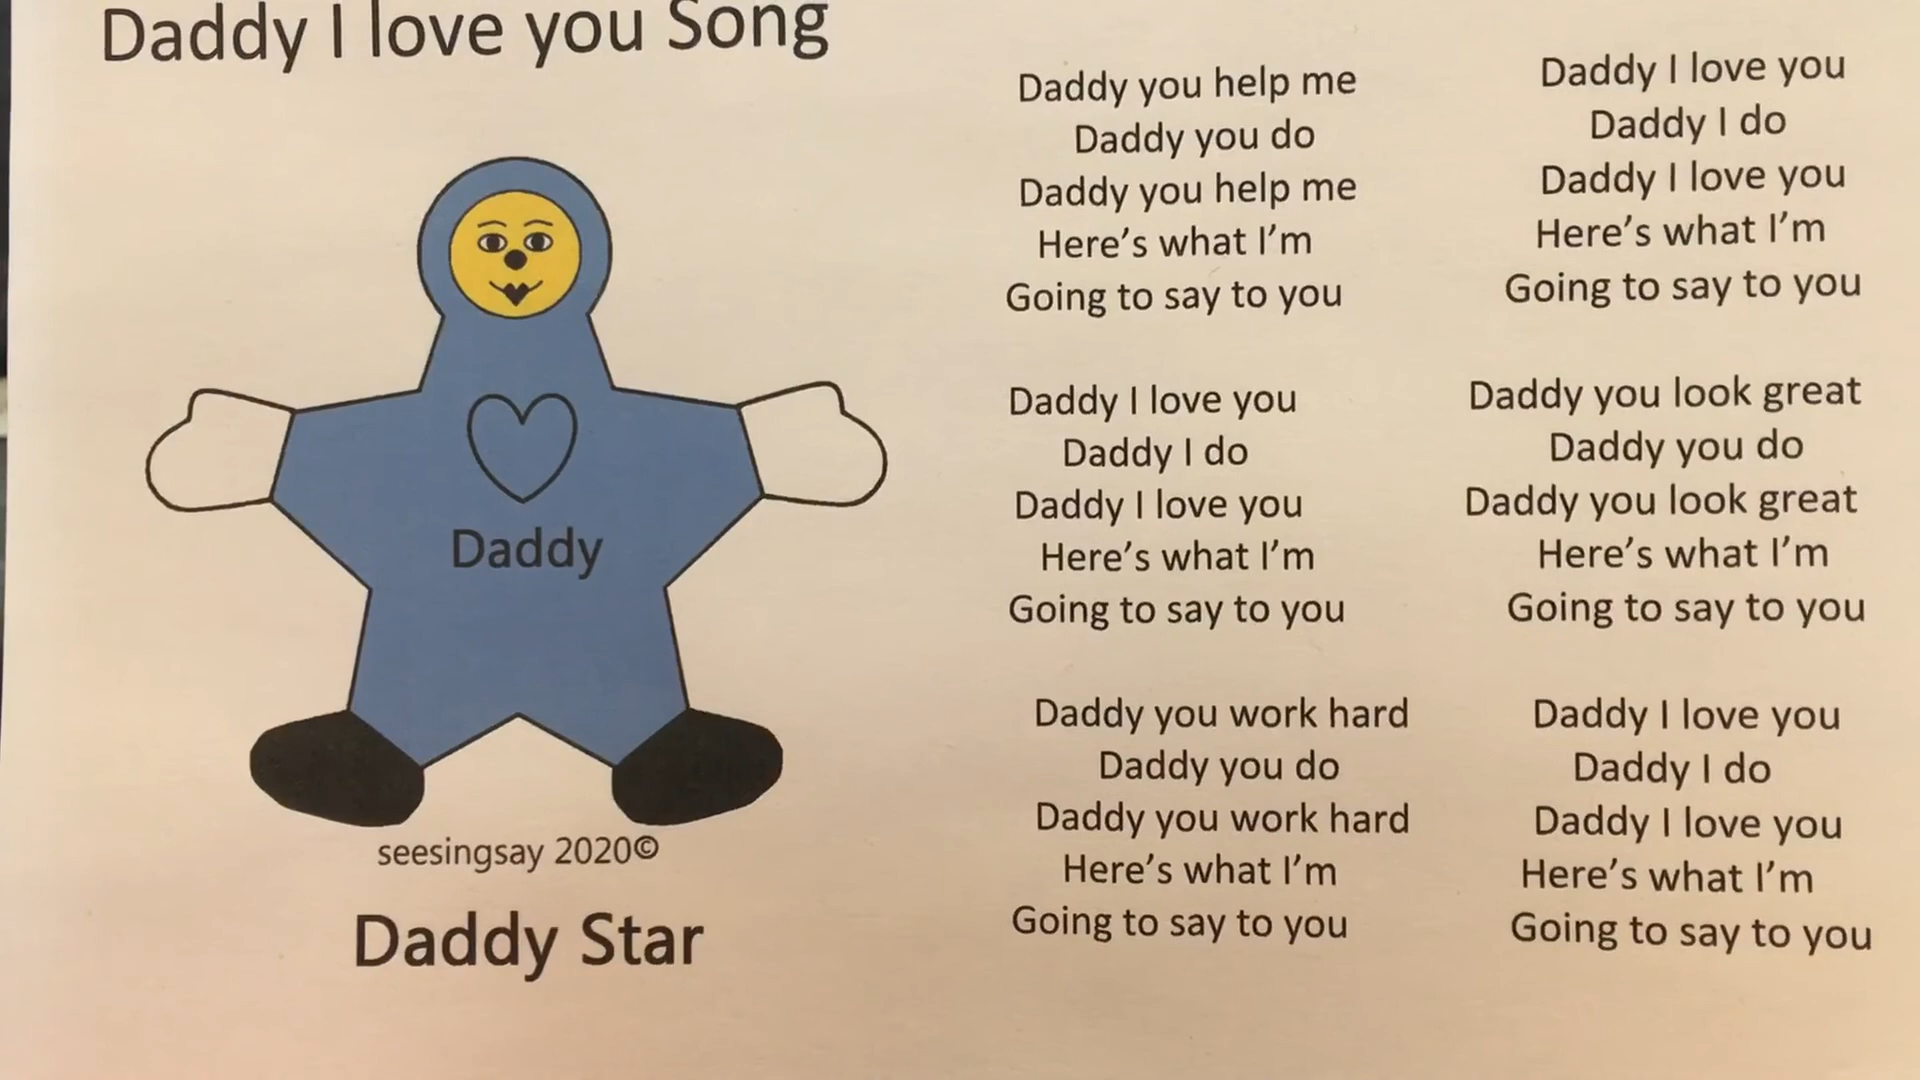 Daddy I love you Song
Daddy
seesingsay 2020©
Daddy Star
Daddy you help me
Daddy you do
Daddy you help me
Here's what I'm
Going to say to you
Daddy I love you
Daddy I do
Daddy I love you
Here's what I'm
Going to say to you
Daddy you work hard
Daddy you do
Daddy you work hard
Here's what I'm
Going to say to you
Daddy I love you
Daddy I do
Daddy I love you
Here's what I'm
Going to say to you
Daddy you look great
Daddy you do
Daddy you look great
Here's what I'm
Going to say to you
Daddy I love you
Daddy I do
Daddy I love you
Here's what I'm
Going to say to you